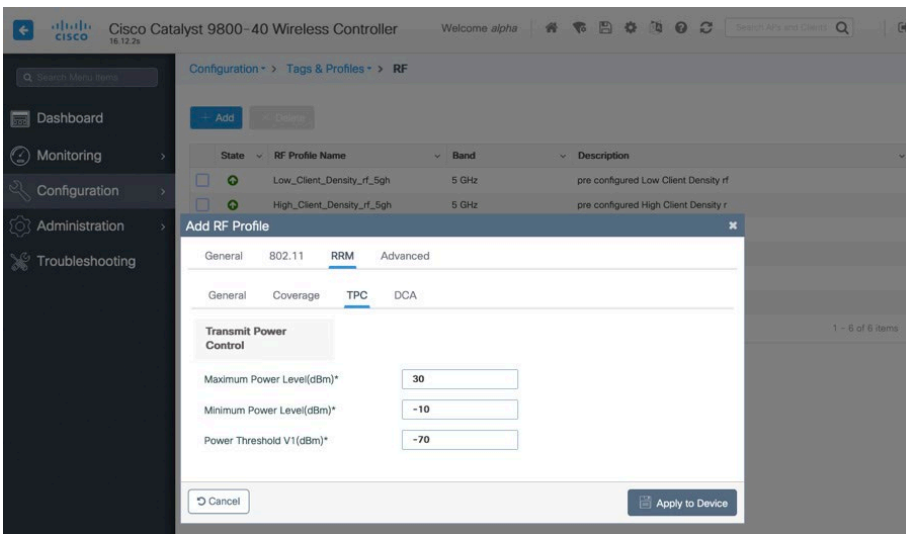 CISCO
Cisco Catalyst 9800-40 Wireless Controller
16.12.2s
Welcome alpha
Search APs and Clients
Search Menu Items
Dashboard
Monitoring
Configuration
Administration
Troubleshooting
Configuration > Tags & Profiles > RF
+ Add
× Delete
State
RF Profile Name
Band
Description
Low_Client_Density_rf_5gh
5 GHz
pre configured Low Client Density rf
High_Client_Density_rf_5gh
5 GHz
pre configured High Client Density r
1 - 6 of 6 items
Add RF Profile
General
802.11
RRM
Advanced
General
Coverage
TPC
DCA
Transmit Power
Control
Maximum Power Level(dBm)*
30
Minimum Power Level(dBm)*
-10
Power Threshold V1(dBm)*
-70
Cancel
Apply to Device